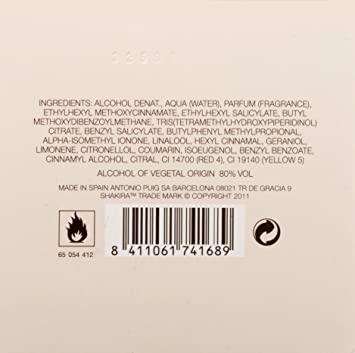 INGREDIENTS: ALCOHOL DENAT., AQUA (WATER), PARFUM (FRAGRANCE),
ETHYLHEXYL METHOXYCINNAMATE, ETHYLHEXYL SALICYLATE, BUTYL
METHOXYDIBENZOYLMETHANE, TRIS(TETRAMETHYLHYDROXYPIPERIDINOL)
CITRATE, BENZYL SALICYLATE, BUTYLPHENYL METHYLPROPIONAL,
ALPHA-ISOMETHYL IONONE, LINALOOL, HEXYL CINNAMAL, GERANIOL,
LIMONENE, CITRONELLOL, COUMARIN, ISOEUGENOL, BENZYL BENZOATE,
CINNAMYL ALCOHOL, CITRAL, CI 14700 (RED 4), CI 19140 (YELLOW 5)
ALCOHOL OF VEGETAL ORIGIN 80% VOL
MADE IN SPAIN ANTONIO PUIG SA BARCELONA 08021 TR DE GRACIA 9
SHAKIRA™ TRADE MARK © COPYRIGHT 2011
65 054 412
8 411061 741689